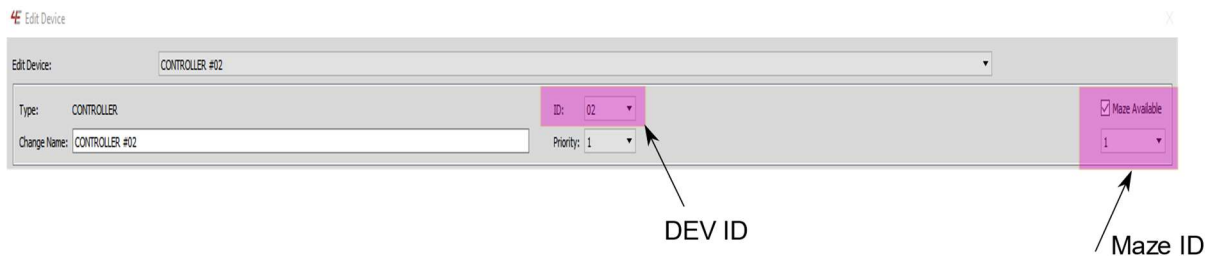 4E Edit Device X
Edit Device: CONTROLLER #02
Type: CONTROLLER ID: 02 Maze Available
Change Name: CONTROLLER #02 Priority: 1 1
DEV ID
Maze ID